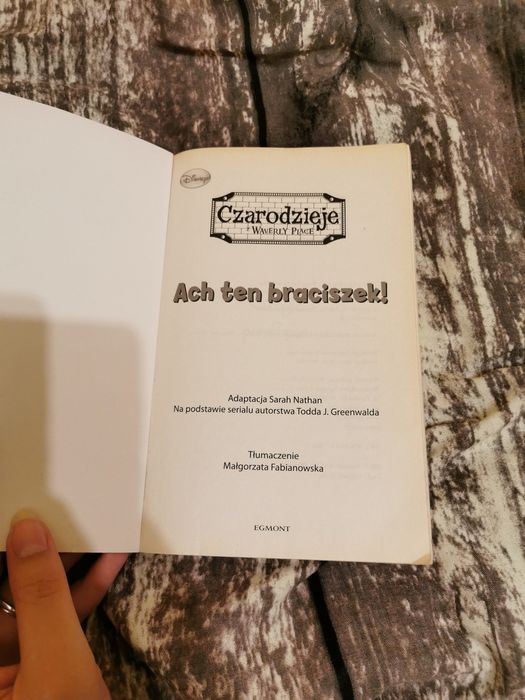 Disney
Czarodzieje
z Waverly Place
Ach ten braciszek!
Adaptacja Sarah Nathan
Na podstawie serialu autorstwa Todda J. Greenwalda
Tłumaczenie
Małgorzata Fabianowska
EGMONT